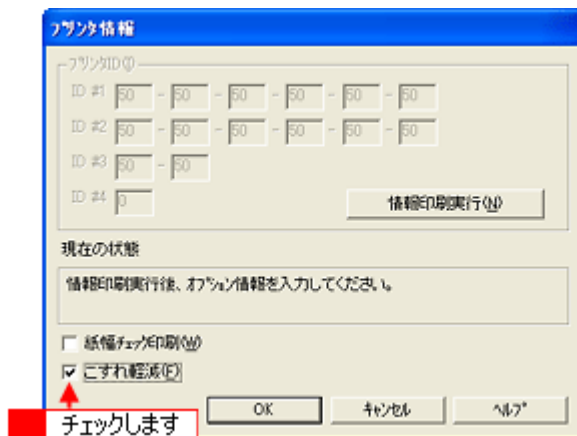 プリンタ情報
プリンタID(I)
ID #1 50 - 50 - 50 - 50 - 50 - 50
ID #2 50 - 50 - 50 - 50 - 50 - 50
ID #3 50 - 50
ID #4 0
情報印刷実行(N)
現在の状態
情報印刷実行後、オプション情報を入力してください。
紙幅チェック印刷(W)
こすれ軽減(F)
チェックします
OK キャンセル ヘルプ